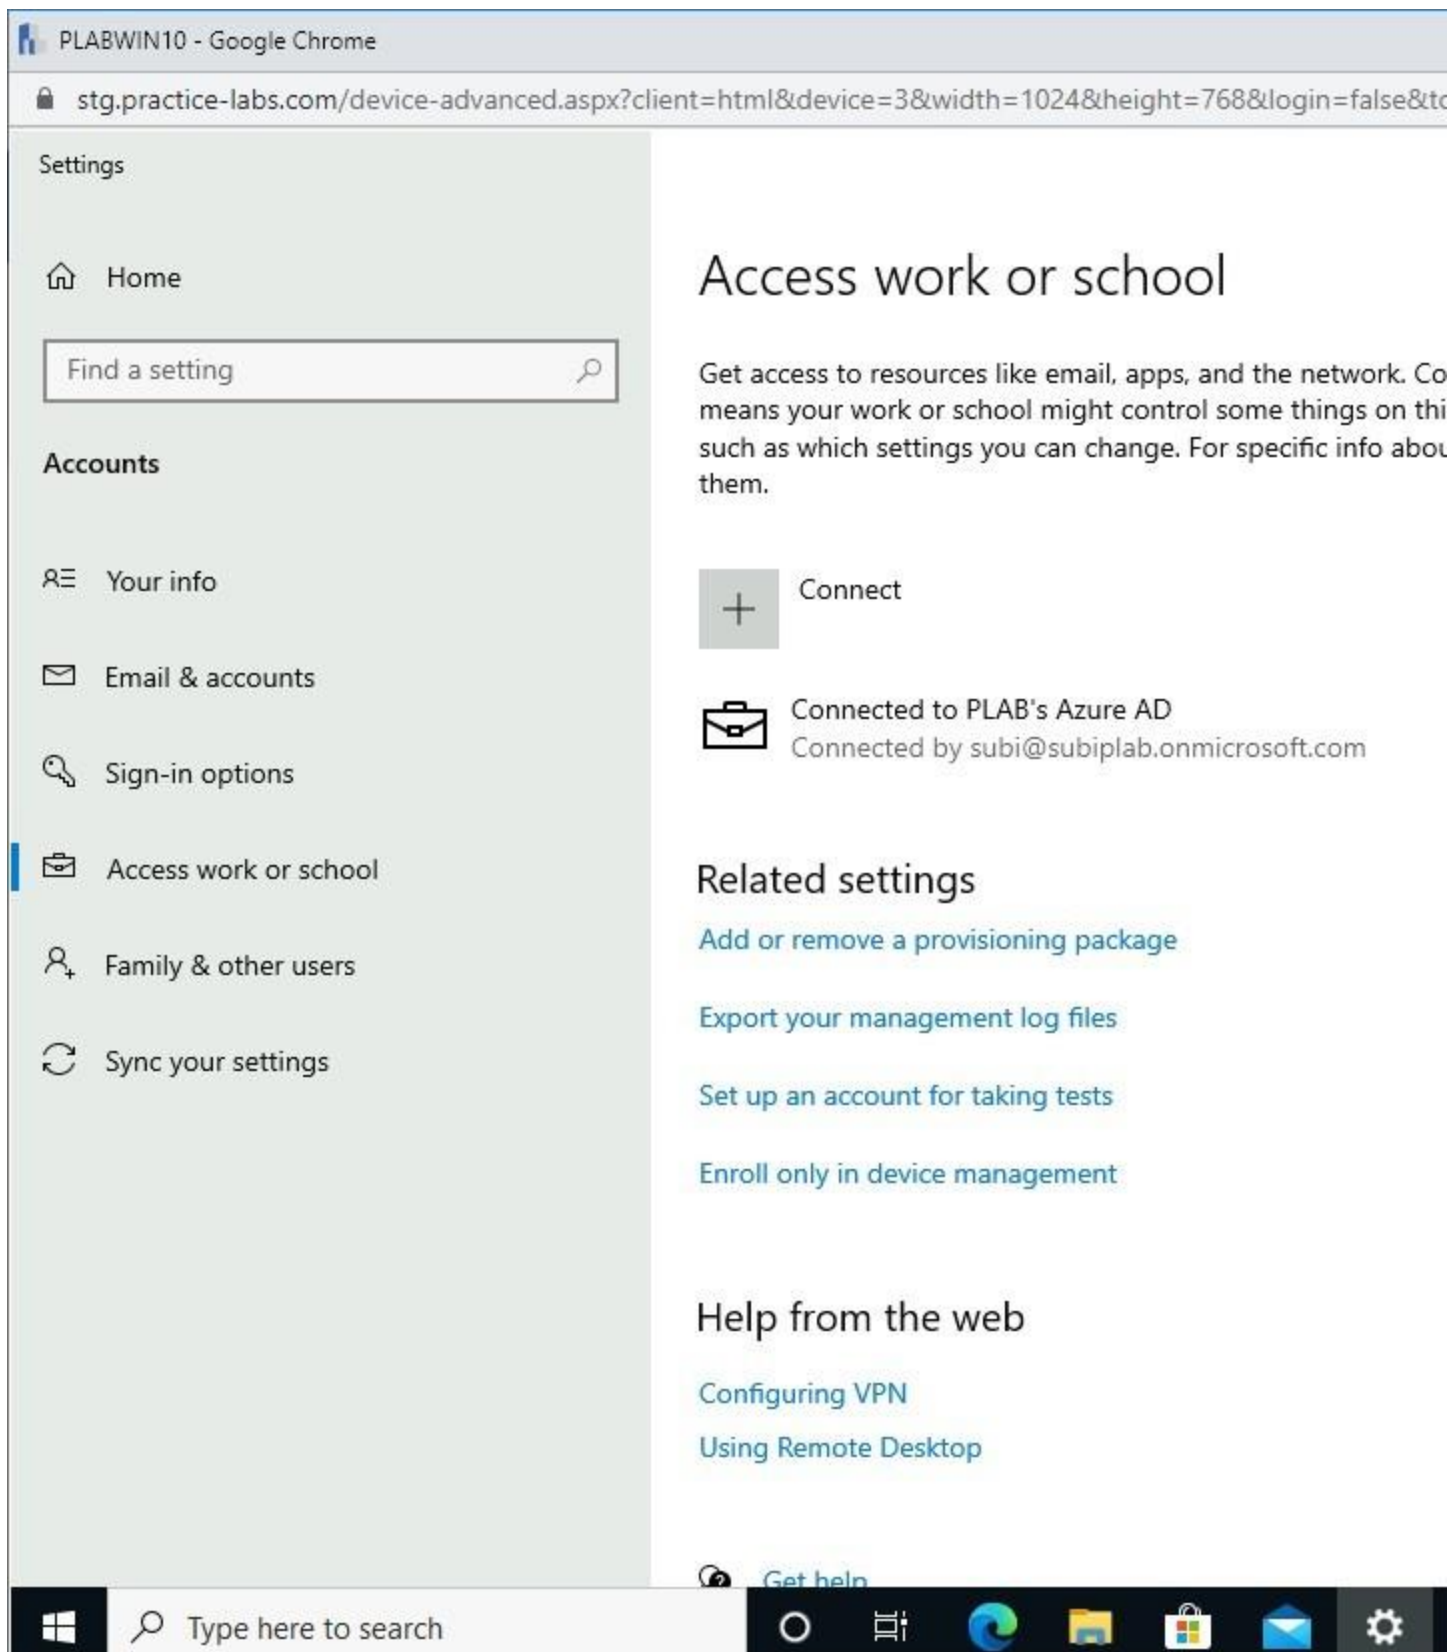 PLABWIN10 - Google Chrome
stg.practice-labs.com/device-advanced.aspx?client=html&device=3&width=1024&height=768&login=false&to
Settings
Home
Find a setting
Accounts
Your info
Email & accounts
Sign-in options
Access work or school
Family & other users
Sync your settings
Access work or school
Get access to resources like email, apps, and the network. Co
means your work or school might control some things on thi
such as which settings you can change. For specific info abou
them.
Connect
Connected to PLAB's Azure AD
Connected by subi@subiplab.onmicrosoft.com
Related settings
Add or remove a provisioning package
Export your management log files
Set up an account for taking tests
Enroll only in device management
Help from the web
Configuring VPN
Using Remote Desktop
Get help
Type here to search